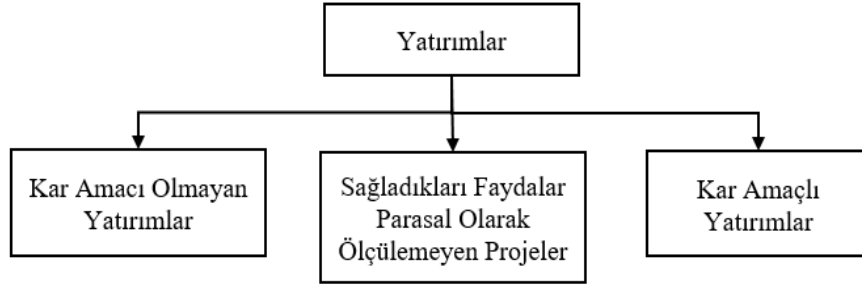 Yatırımlar
Kar Amacı Olmayan
Yatırımlar
Sağladıkları Faydalar
Parasal Olarak
Ölçülemeyen Projeler
Kar Amaçlı
Yatırımlar